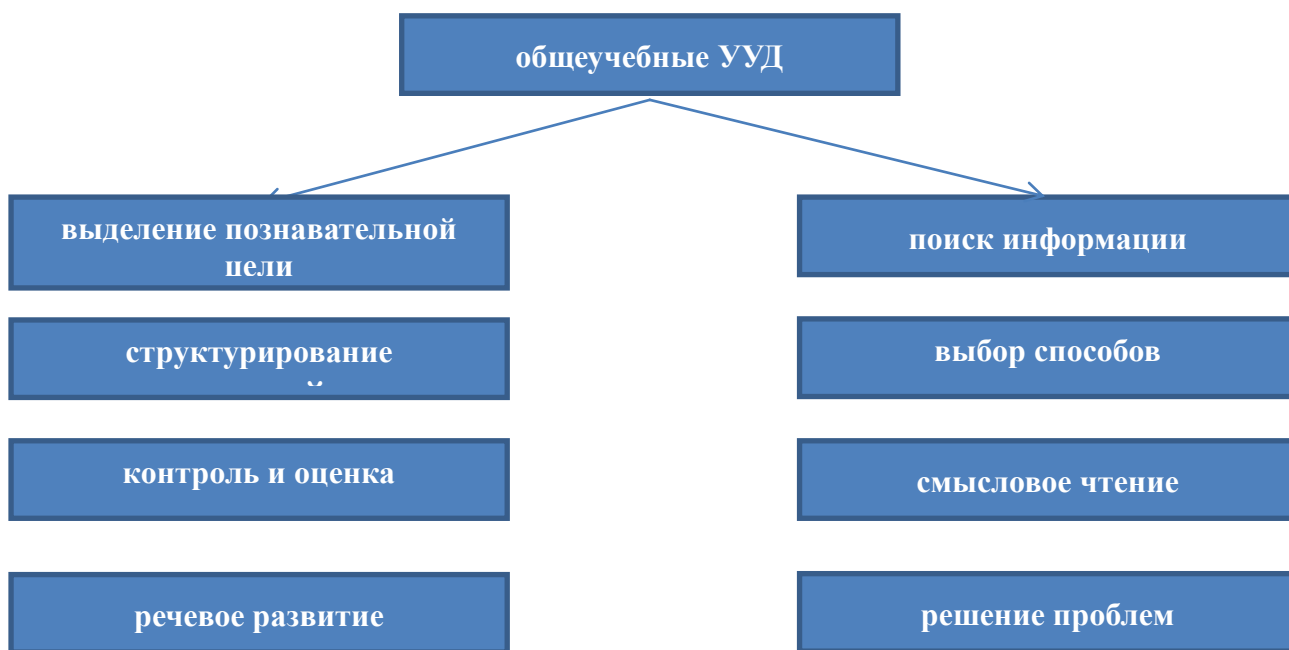 общеучебные УУД
выделение познавательной
цели
поиск информации
структурирование
выбор способов
контроль и оценка
смысловое чтение
речевое развитие
решение проблем